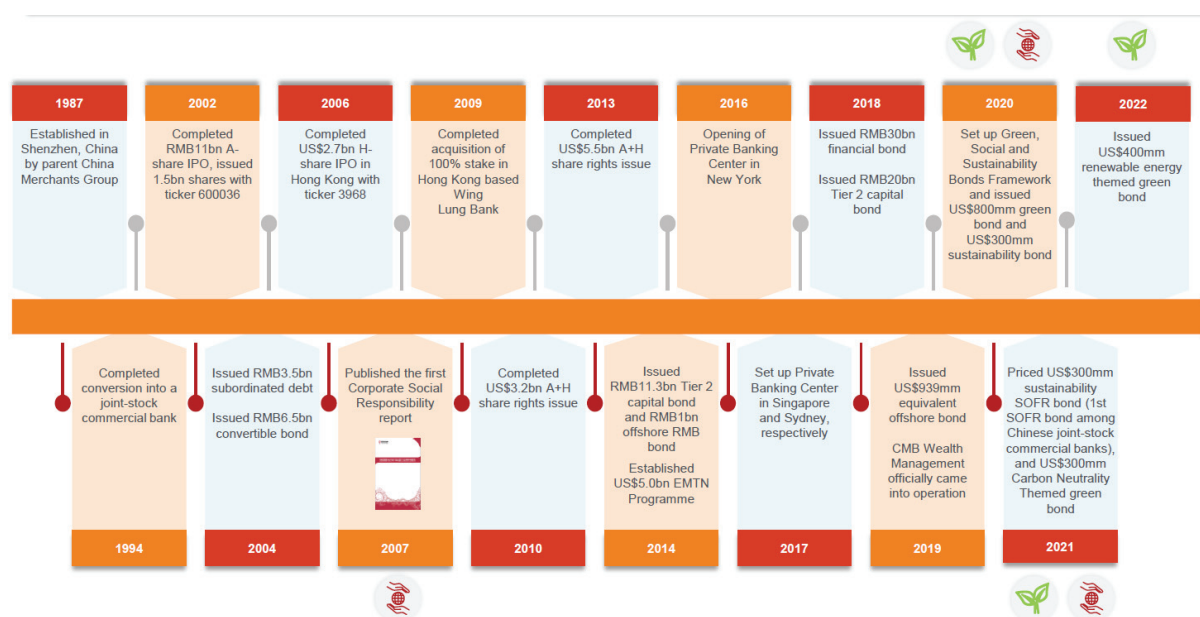 1987
Established in
Shenzhen, China
by parent China
Merchants Group
2002
Completed
RMB11bn A-
share IPO, issued
1.5bn shares with
ticker 600036
2006
Completed
US$2.7bn H-
share IPO in
Hong Kong with
ticker 3968
2009
Completed
acquisition of
100% stake in
Hong Kong based
Wing
Lung Bank
2013
Completed
US$5.5bn A+H
share rights issue
2016
Opening of
Private Banking
Center in
New York
2018
Issued RMB30bn
financial bond
Issued RMB20bn
Tier 2 capital
bond
2020
Set up Green,
Social and
Sustainability
Bonds Framework
and issued
US$800mm green
bond and
US$300mm
sustainability bond
2022
Issued
US$400mm
renewable energy
themed green
bond
Completed
conversion into a
joint-stock
commercial bank
1994
Issued RMB3.5bn
subordinated debt
Issued RMB6.5bn
convertible bond
2004
Published the first
Corporate Social
Responsibility
report
2007
Completed
US$3.2bn A+H
share rights issue
2010
Issued
RMB11.3bn Tier 2
capital bond
and RMB1bn
offshore RMB
bond
Established
US$5.0bn EMTN
Programme
2014
Set up Private
Banking Center
in Singapore
and Sydney,
respectively
2017
Issued
US$939mm
equivalent
offshore bond
CMB Wealth
Management
officially came
into operation
2019
Priced US$300mm
sustainability
SOFR bond (1st
SOFR bond among
Chinese joint-stock
commercial banks),
and US$300mm
Carbon Neutrality
Themed green
bond
2021